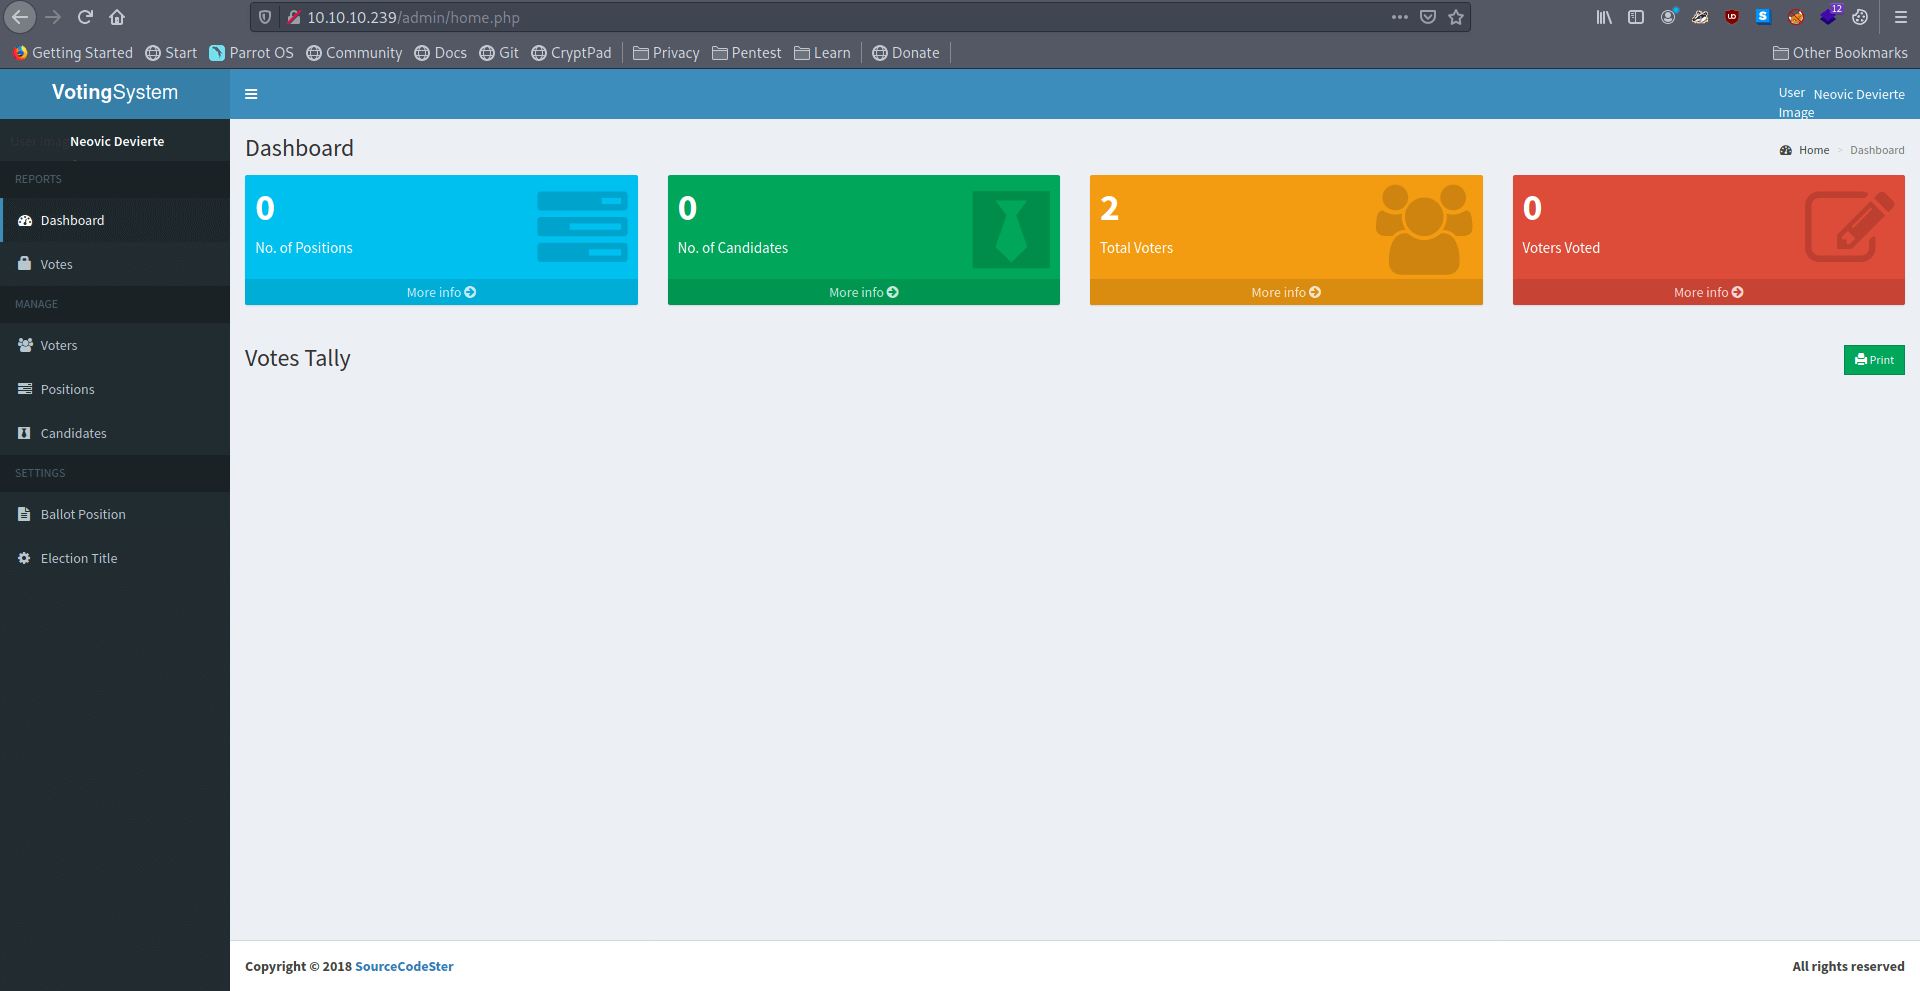 10.10.10.239/admin/home.php
12
Getting Started Start Parrot OS Community Docs Git CryptPad Privacy Pentest Learn Donate Other Bookmarks
VotingSystem
User Image Neovic Devierte
User Imag Neovic Devierte
REPORTS
Dashboard
Votes
MANAGE
Voters
Positions
Candidates
SETTINGS
Ballot Position
Election Title
Dashboard
Home > Dashboard
0
No. of Positions
More info
0
No. of Candidates
More info
2
Total Voters
More info
0
Voters Voted
More info
Votes Tally
Print
Copyright © 2018 SourceCodeSter
All rights reserved